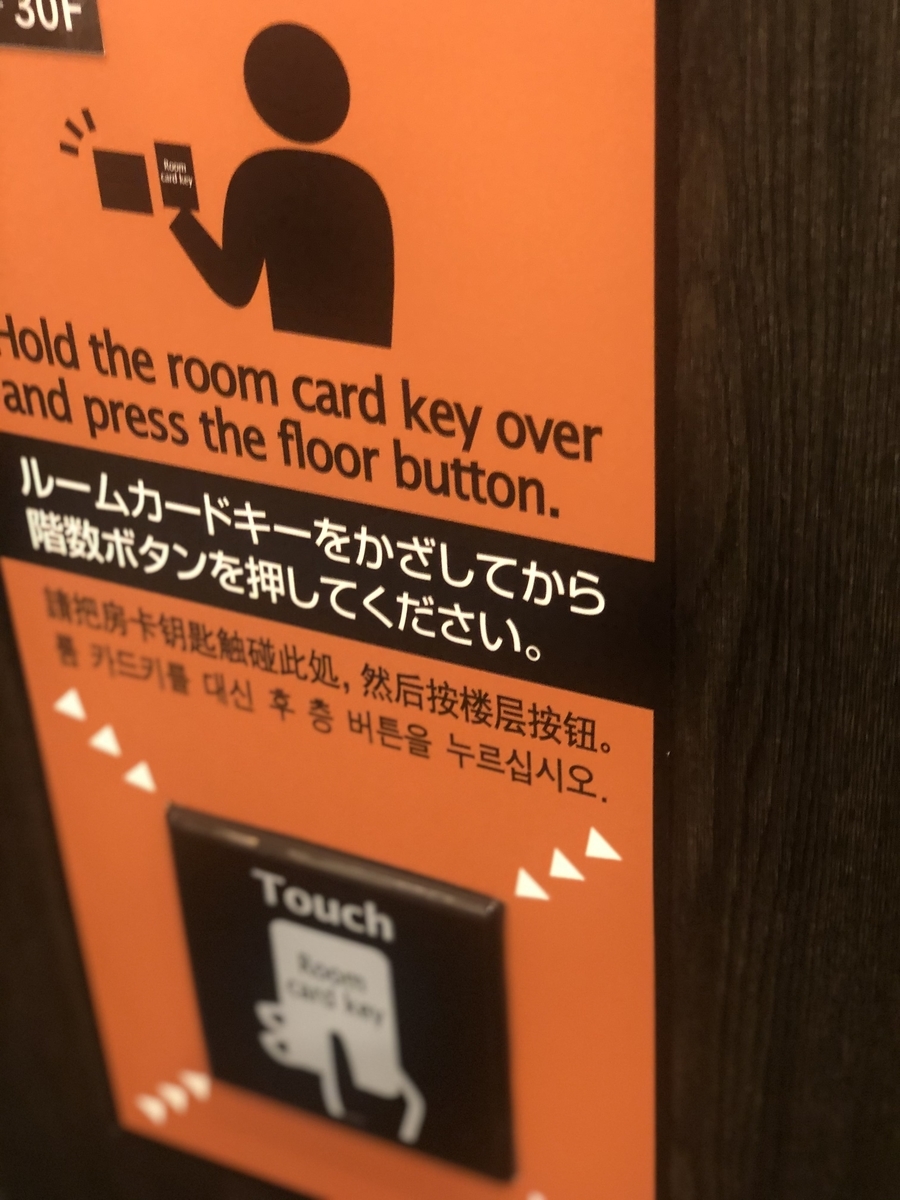 30F
Room
card key
Hold the room card key over
and press the floor button.
ルームカードキーをかざしてから
階数ボタンを押してください。
請把房卡钥匙触碰此処，然后按楼层按钮。
룸 카드키를 대신 후 층 버튼을 누르십시오.
Touch
Room
card key